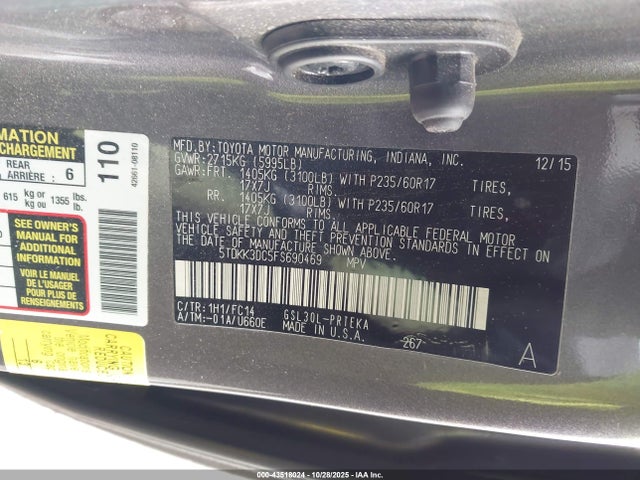 MATION
CHARGEMENT
REAR
ARRIÈRE : 6
615 kg or 1355 lbs.
kg ou lb.
SEE OWNER'S
MANUAL FOR
ADDITIONAL
INFORMATION
VOIR LE MANUEL
DE L'USAGER
POUR PLUS DE
RENSEIGNEMENTS
110
42661-08110
MFD. BY: TOYOTA MOTOR MANUFACTURING, INDIANA, INC. 12/15
GVWR: 2715KG (5995LB)
GAWR: FRT. 1405KG (3100LB) WITH P235/60R17 TIRES,
17X7J RIMS,
RR. 1405KG (3100LB) WITH P235/60R17 TIRES,
17X7J RIMS.
THIS VEHICLE CONFORMS TO ALL APPLICABLE FEDERAL MOTOR
VEHICLE SAFETY AND THEFT PREVENTION STANDARDS IN EFFECT
ON THE DATE OF MANUFACTURE SHOWN ABOVE.
5TDKK3DC5FS690469 MPV
C/TR: 1H1/FC14 GSL30L-PRTEKA
A/TM: -01A/U660E MADE IN U.S.A.
267
A
000-43518024 - 10/28/2025 - IAA Inc.